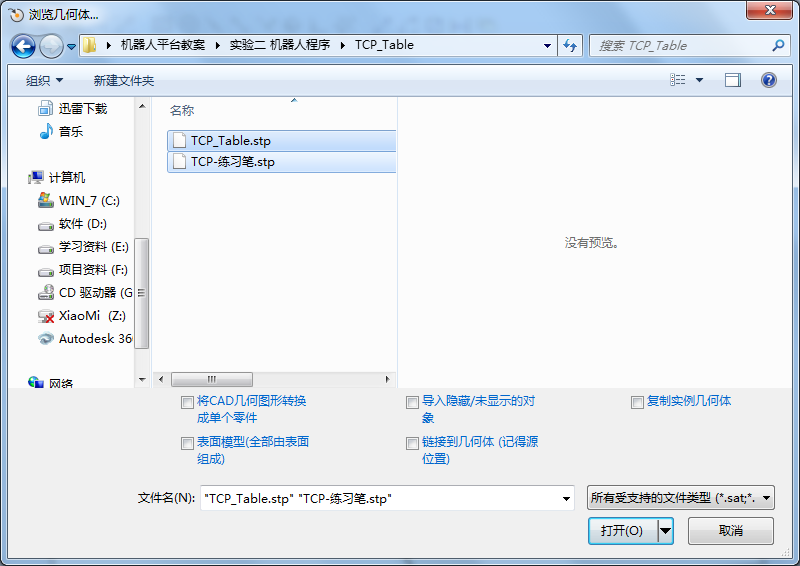 浏览几何体...
机器人平台教案 实验二 机器人程序 TCP_Table
搜索 TCP_Table
组织 新建文件夹
迅雷下载
音乐
计算机
WIN_7 (C:)
软件 (D:)
学习资料 (E:)
项目资料 (F:)
CD 驱动器 (G
XiaoMi (Z:)
Autodesk 36
网络
名称
TCP_Table.stp
TCP-练习笔.stp
没有预览。
将CAD几何图形转换
成单个零件
导入隐藏/未显示的对
象
复制实例几何体
表面模型(全部由表面
组成)
链接到几何体 (记得源
位置)
文件名(N): "TCP_Table.stp" "TCP-练习笔.stp"
所有受支持的文件类型 (*.sat;*.
打开(O) 取消